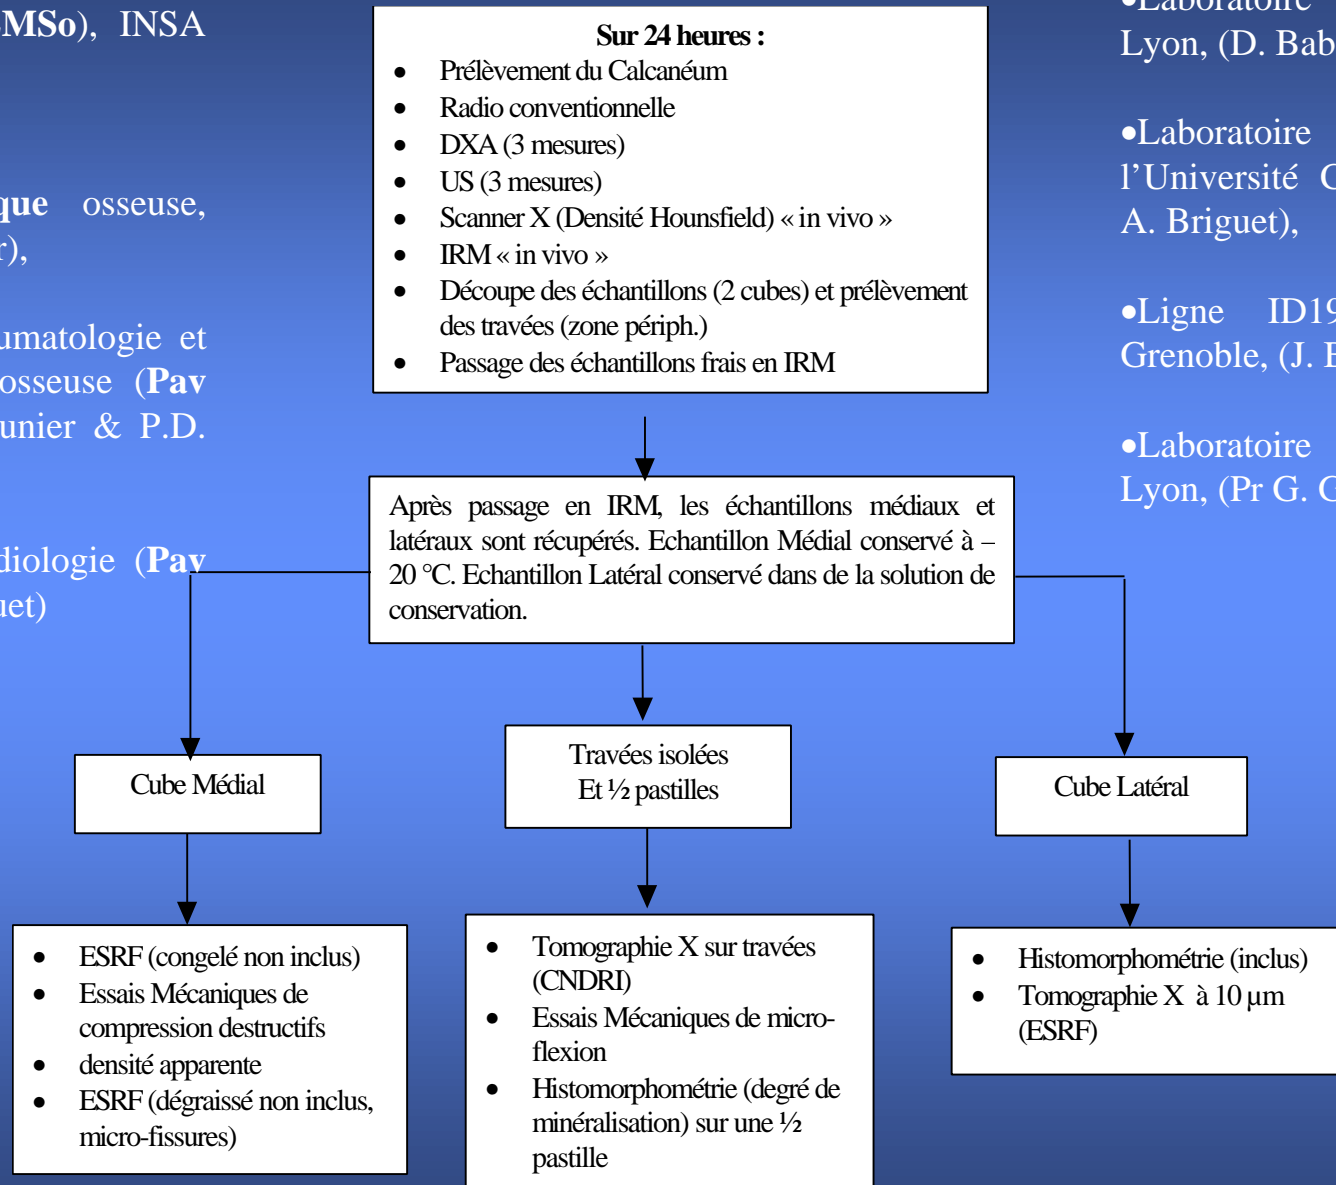 MSo), INSA
que osseuse,
r),
umatologie et
osseuse (Pav
unier & P.D.
diologie (Pav
uet)
Sur 24 heures :
• Prélèvement du Calcanéum
• Radio conventionnelle
• DXA (3 mesures)
• US (3 mesures)
• Scanner X (Densité Hounsfield) « in vivo »
• IRM « in vivo »
• Découpe des échantillons (2 cubes) et prélèvement
des travées (zone périph.)
• Passage des échantillons frais en IRM
•Laboratoire
Lyon, (D. Bab
•Laboratoire
l’Université C
A. Briguet),
•Ligne ID19
Grenoble, (J. B
•Laboratoire
Lyon, (Pr G. G
Après passage en IRM, les échantillons médiaux et
latéraux sont récupérés. Echantillon Médial conservé à –
20 °C. Echantillon Latéral conservé dans de la solution de
conservation.
Cube Médial
Travées isolées
Et ½ pastilles
Cube Latéral
• ESRF (congelé non inclus)
• Essais Mécaniques de
compression destructifs
• densité apparente
• ESRF (dégraissé non inclus,
micro-fissures)
• Tomographie X sur travées
(CNDRI)
• Essais Mécaniques de micro-
flexion
• Histomorphométrie (degré de
minéralisation) sur une ½
pastille
• Histomorphométrie (inclus)
• Tomographie X à 10 µm
(ESRF)